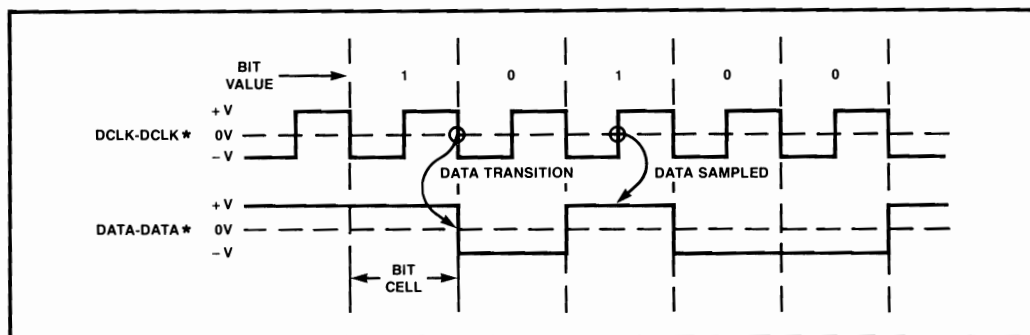 BIT
VALUE
1 0 1 0 0
+ V
DCLK-DCLK * 0V
- V
DATA TRANSITION DATA SAMPLED
+ V
DATA-DATA * 0V
- V
BIT
CELL